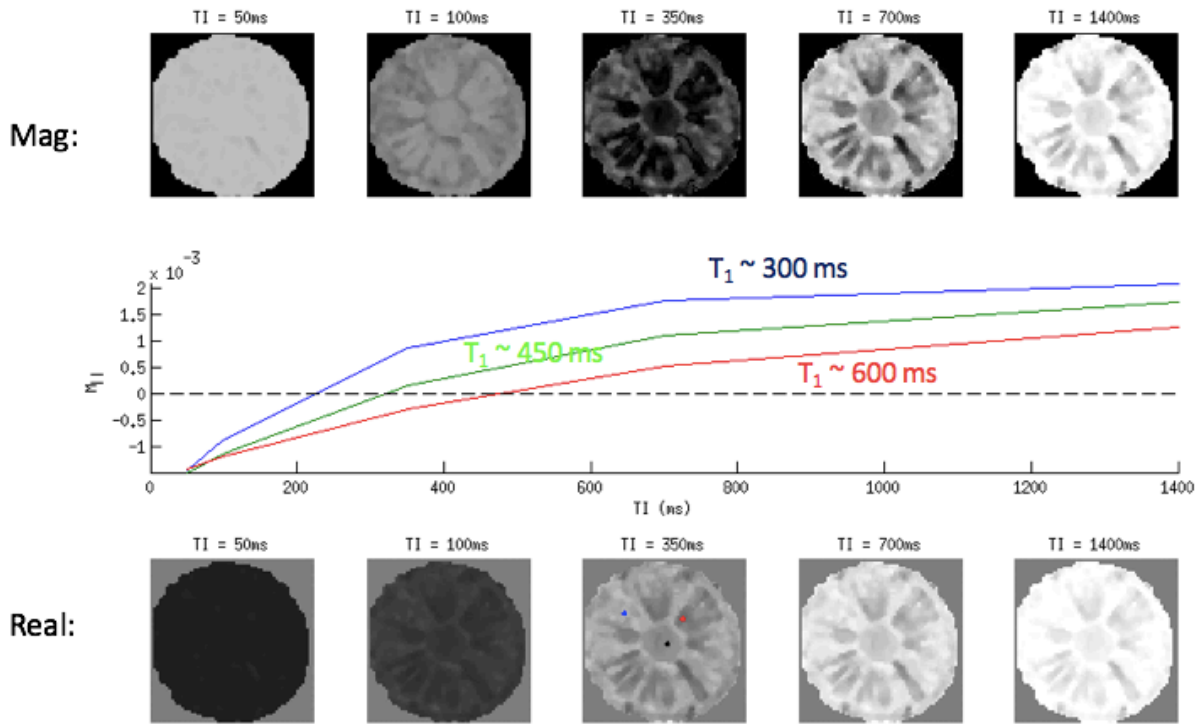 TI = 50ms TI = 100ms TI = 350ms TI = 700ms TI = 1400ms
Mag:
x 10^-3
T₁ ~ 300 ms
2
1.5
1
T₁ ~ 450 ms
0.5
T₁ ~ 600 ms
0
-0.5
-1
M||
0 200 400 600 800 1000 1200 1400
TI (ms)
TI = 50ms TI = 100ms TI = 350ms TI = 700ms TI = 1400ms
Real: